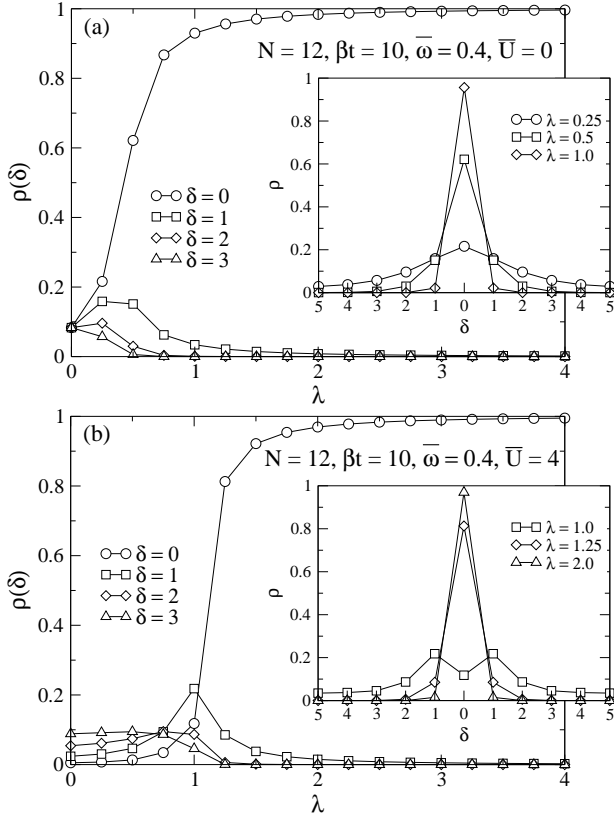 (a)
N = 12, βt = 10, ω̅ = 0.4, U̅ = 0
ρ(δ)
1
0.8
0.6
0.4
0.2
0
δ = 0
δ = 1
δ = 2
δ = 3
0 1 2 3 4
λ
ρ
1
0.8
0.6
0.4
0.2
0
λ = 0.25
λ = 0.5
λ = 1.0
5 4 3 2 1 0 1 2 3 4 5
δ
(b)
N = 12, βt = 10, ω̅ = 0.4, U̅ = 4
ρ(δ)
1
0.8
0.6
0.4
0.2
0
δ = 0
δ = 1
δ = 2
δ = 3
0 1 2 3 4
λ
ρ
1
0.8
0.6
0.4
0.2
0
λ = 1.0
λ = 1.25
λ = 2.0
5 4 3 2 1 0 1 2 3 4 5
δ